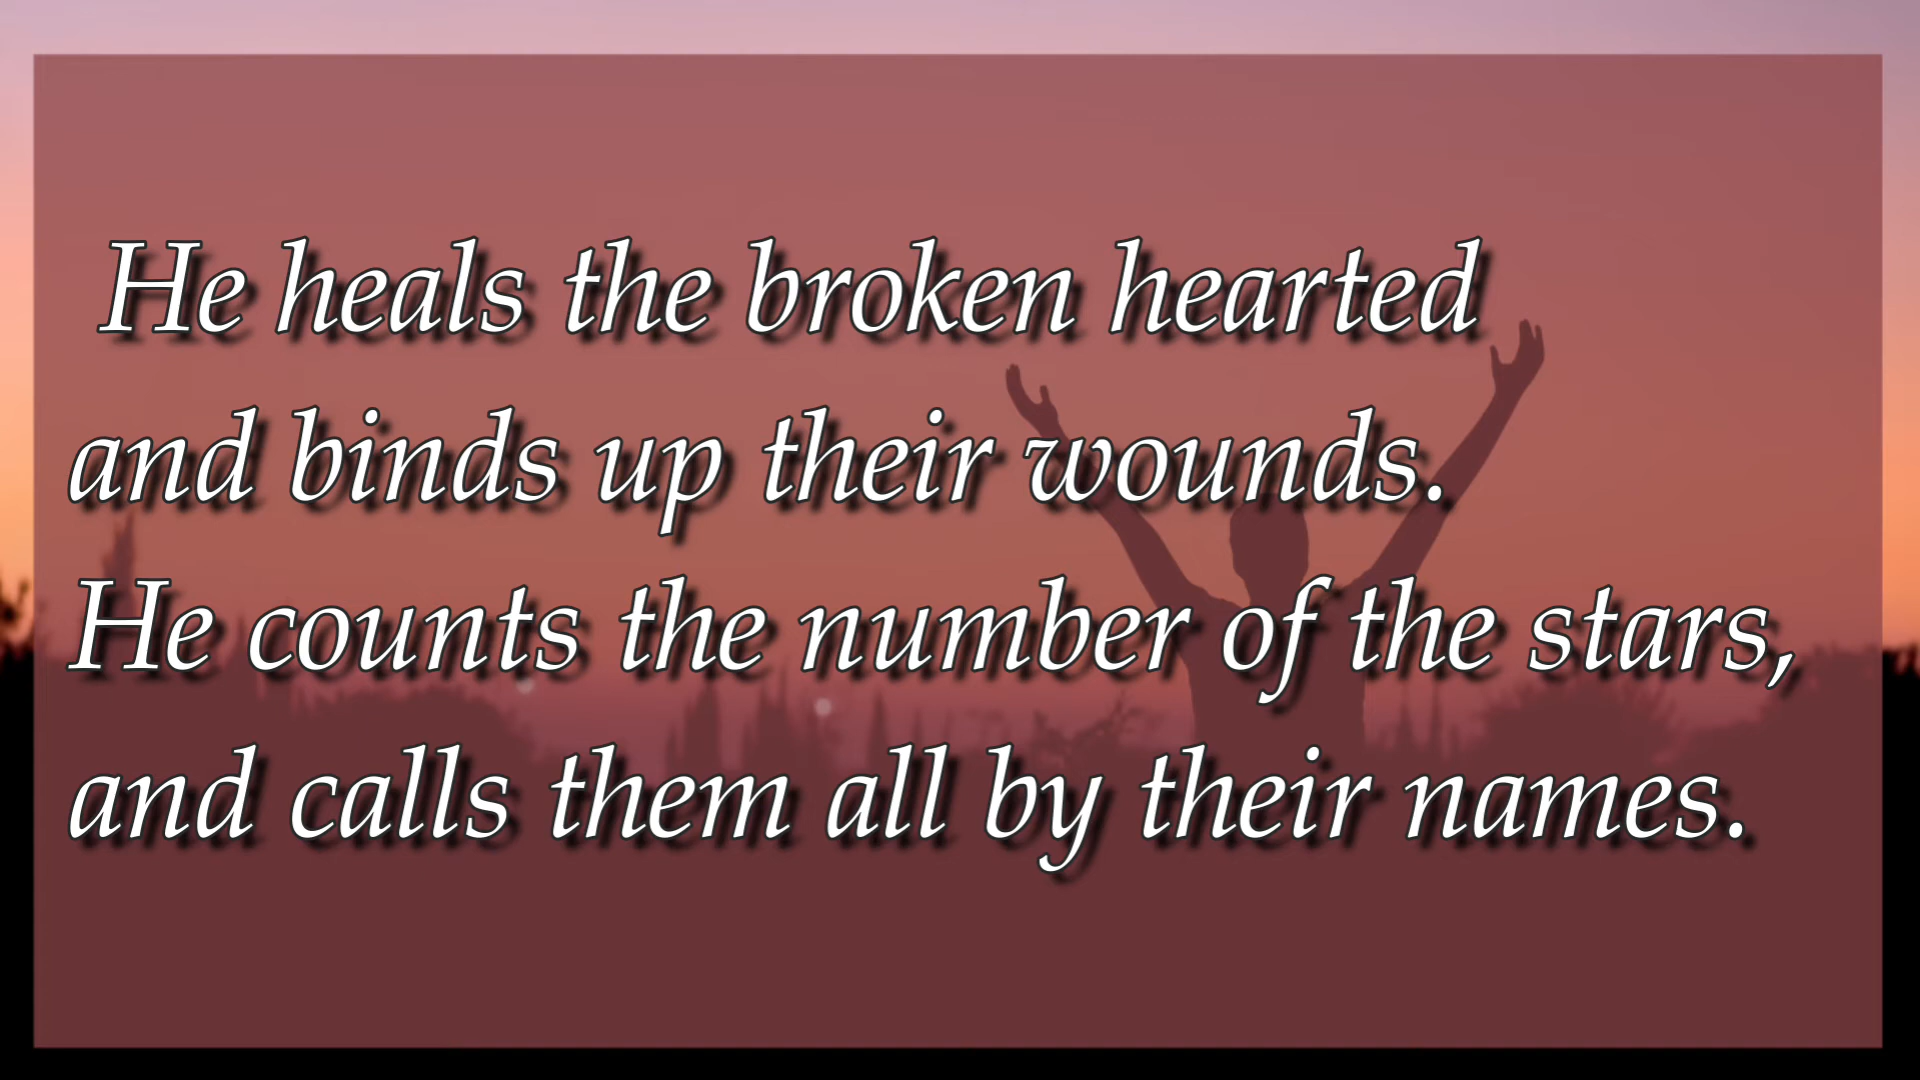 He heals the broken hearted
and binds up their wounds.
He counts the number of the stars,
and calls them all by their names.